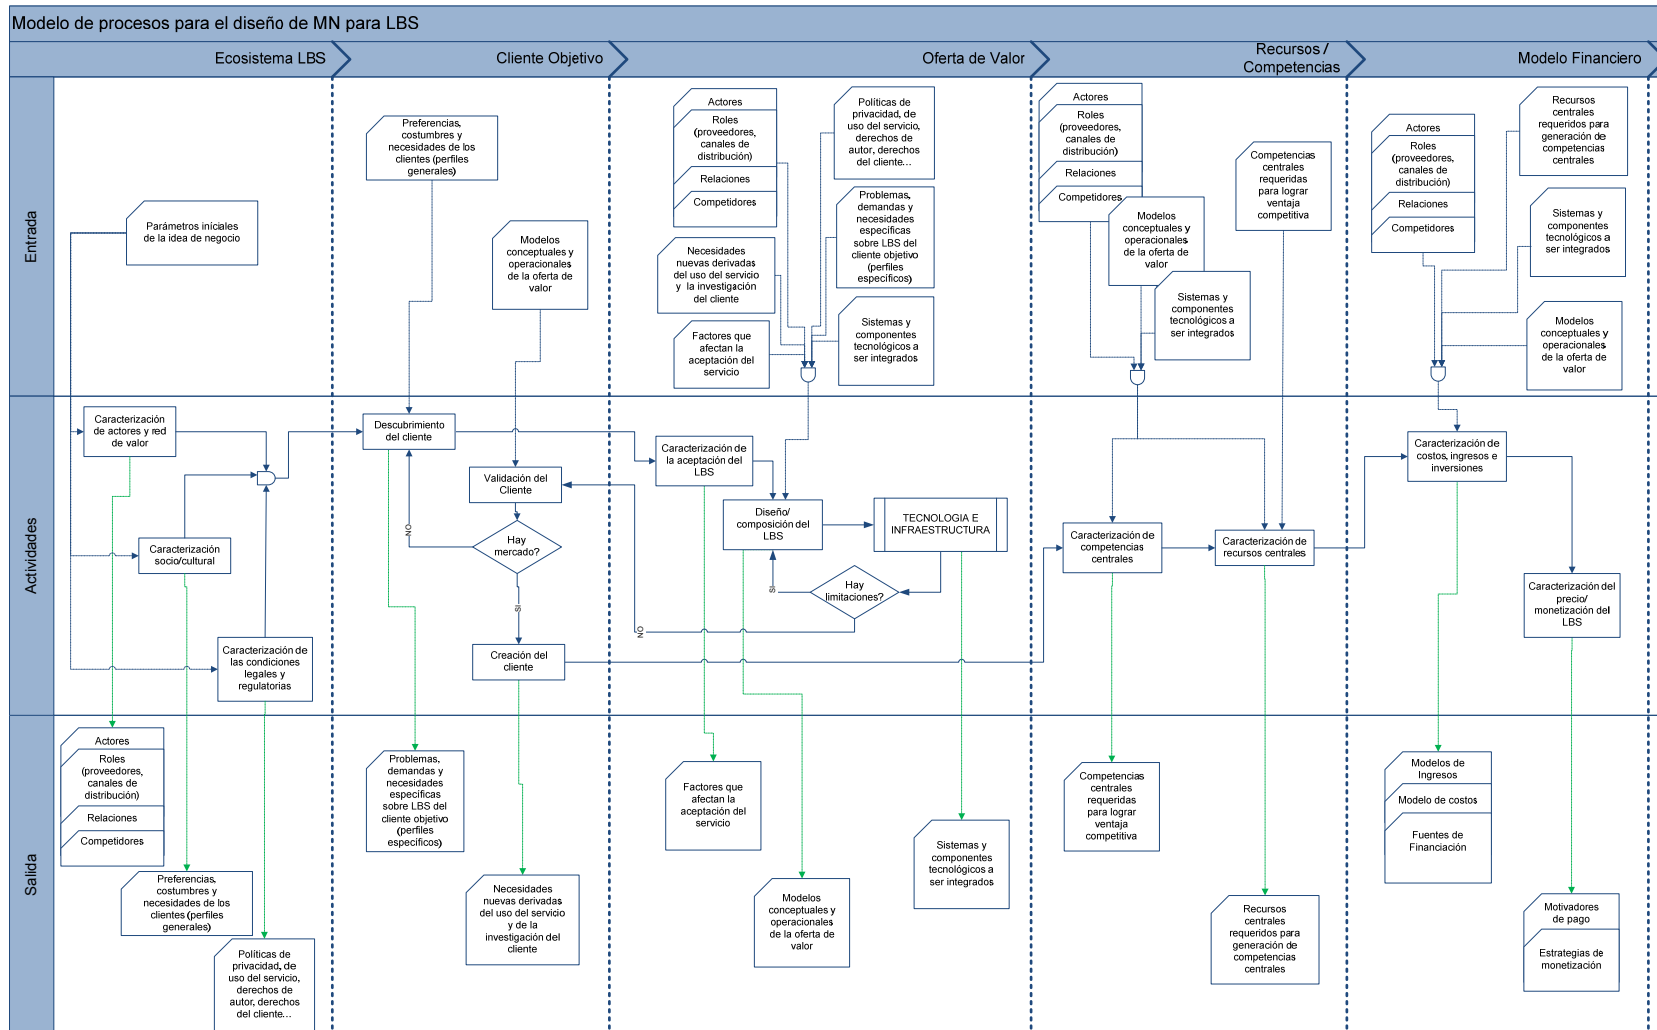 Modelo de procesos para el diseño de MN para LBS
Ecosistema LBS
Cliente Objetivo
Oferta de Valor
Recursos /
Competencias
Modelo Financiero
Entrada
Parámetros iníciales
de la idea de negocio
Preferencias,
costumbres y
necesidades de los
clientes (perfiles
generales)
Modelos
conceptuales y
operacionales
de la oferta de
valor
Actores
Roles
(proveedores,
canales de
distribución)
Relaciones
Competidores
Necesidades
nuevas derivadas
del uso del servicio
y la investigación
del cliente
Factores que
afectan la
aceptación del
servicio
Políticas de
privacidad, de
uso del servicio,
derechos de
autor, derechos
del cliente...
Problemas,
demandas y
necesidades
especificas
sobre LBS del
cliente objetivo
(perfiles
específicos)
Sistemas y
componentes
tecnológicos a
ser integrados
Actores
Roles
(proveedores,
canales de
distribución)
Relaciones
Competidores
Modelos
conceptuales y
operacionales
de la oferta de
valor
Sistemas y
componentes
tecnológicos a
ser integrados
Competencias
centrales
requeridas
para lograr
ventaja
competitiva
Actores
Roles
(proveedores,
canales de
distribución)
Relaciones
Competidores
Recursos
centrales
requeridos para
generación de
competencias
centrales
Sistemas y
componentes
tecnológicos a
ser integrados
Modelos
conceptuales y
operacionales
de la oferta de
valor
Actividades
Caracterización
de actores y red
de valor
Caracterización
socio/cultural
Caracterización de
las condiciones
legales y
regulatorias
Descubrimiento
del cliente
Validación del
Cliente
Hay
mercado?
NO
SI
Creación del
cliente
Caracterización de
la aceptación del
LBS
Diseño/
composición del
LBS
TECNOLOGIA E
INFRAESTRUCTURA
Hay
limitaciones?
SI
NO
Caracterización de
competencias
centrales
Caracterización de
recursos centrales
Caracterización de
costos, ingresos e
inversiones
Caracterización del
precio/
monetización del
LBS
Salida
Actores
Roles
(proveedores,
canales de
distribución)
Relaciones
Competidores
Preferencias,
costumbres y
necesidades de los
clientes (perfiles
generales)
Políticas de
privacidad, de
uso del servicio,
derechos de
autor, derechos
del cliente...
Problemas,
demandas y
necesidades
especificas
sobre LBS del
cliente objetivo
(perfiles
específicos)
Necesidades
nuevas derivadas
del uso del servicio
y de la
investigación del
cliente
Factores que
afectan la
aceptación del
servicio
Modelos
conceptuales y
operacionales
de la oferta de
valor
Sistemas y
componentes
tecnológicos a
ser integrados
Competencias
centrales
requeridas
para lograr
ventaja
competitiva
Recursos
centrales
requeridos para
generación de
competencias
centrales
Modelos de
Ingresos
Modelo de costos
Fuentes de
Financiación
Motivadores
de pago
Estrategias de
monetización